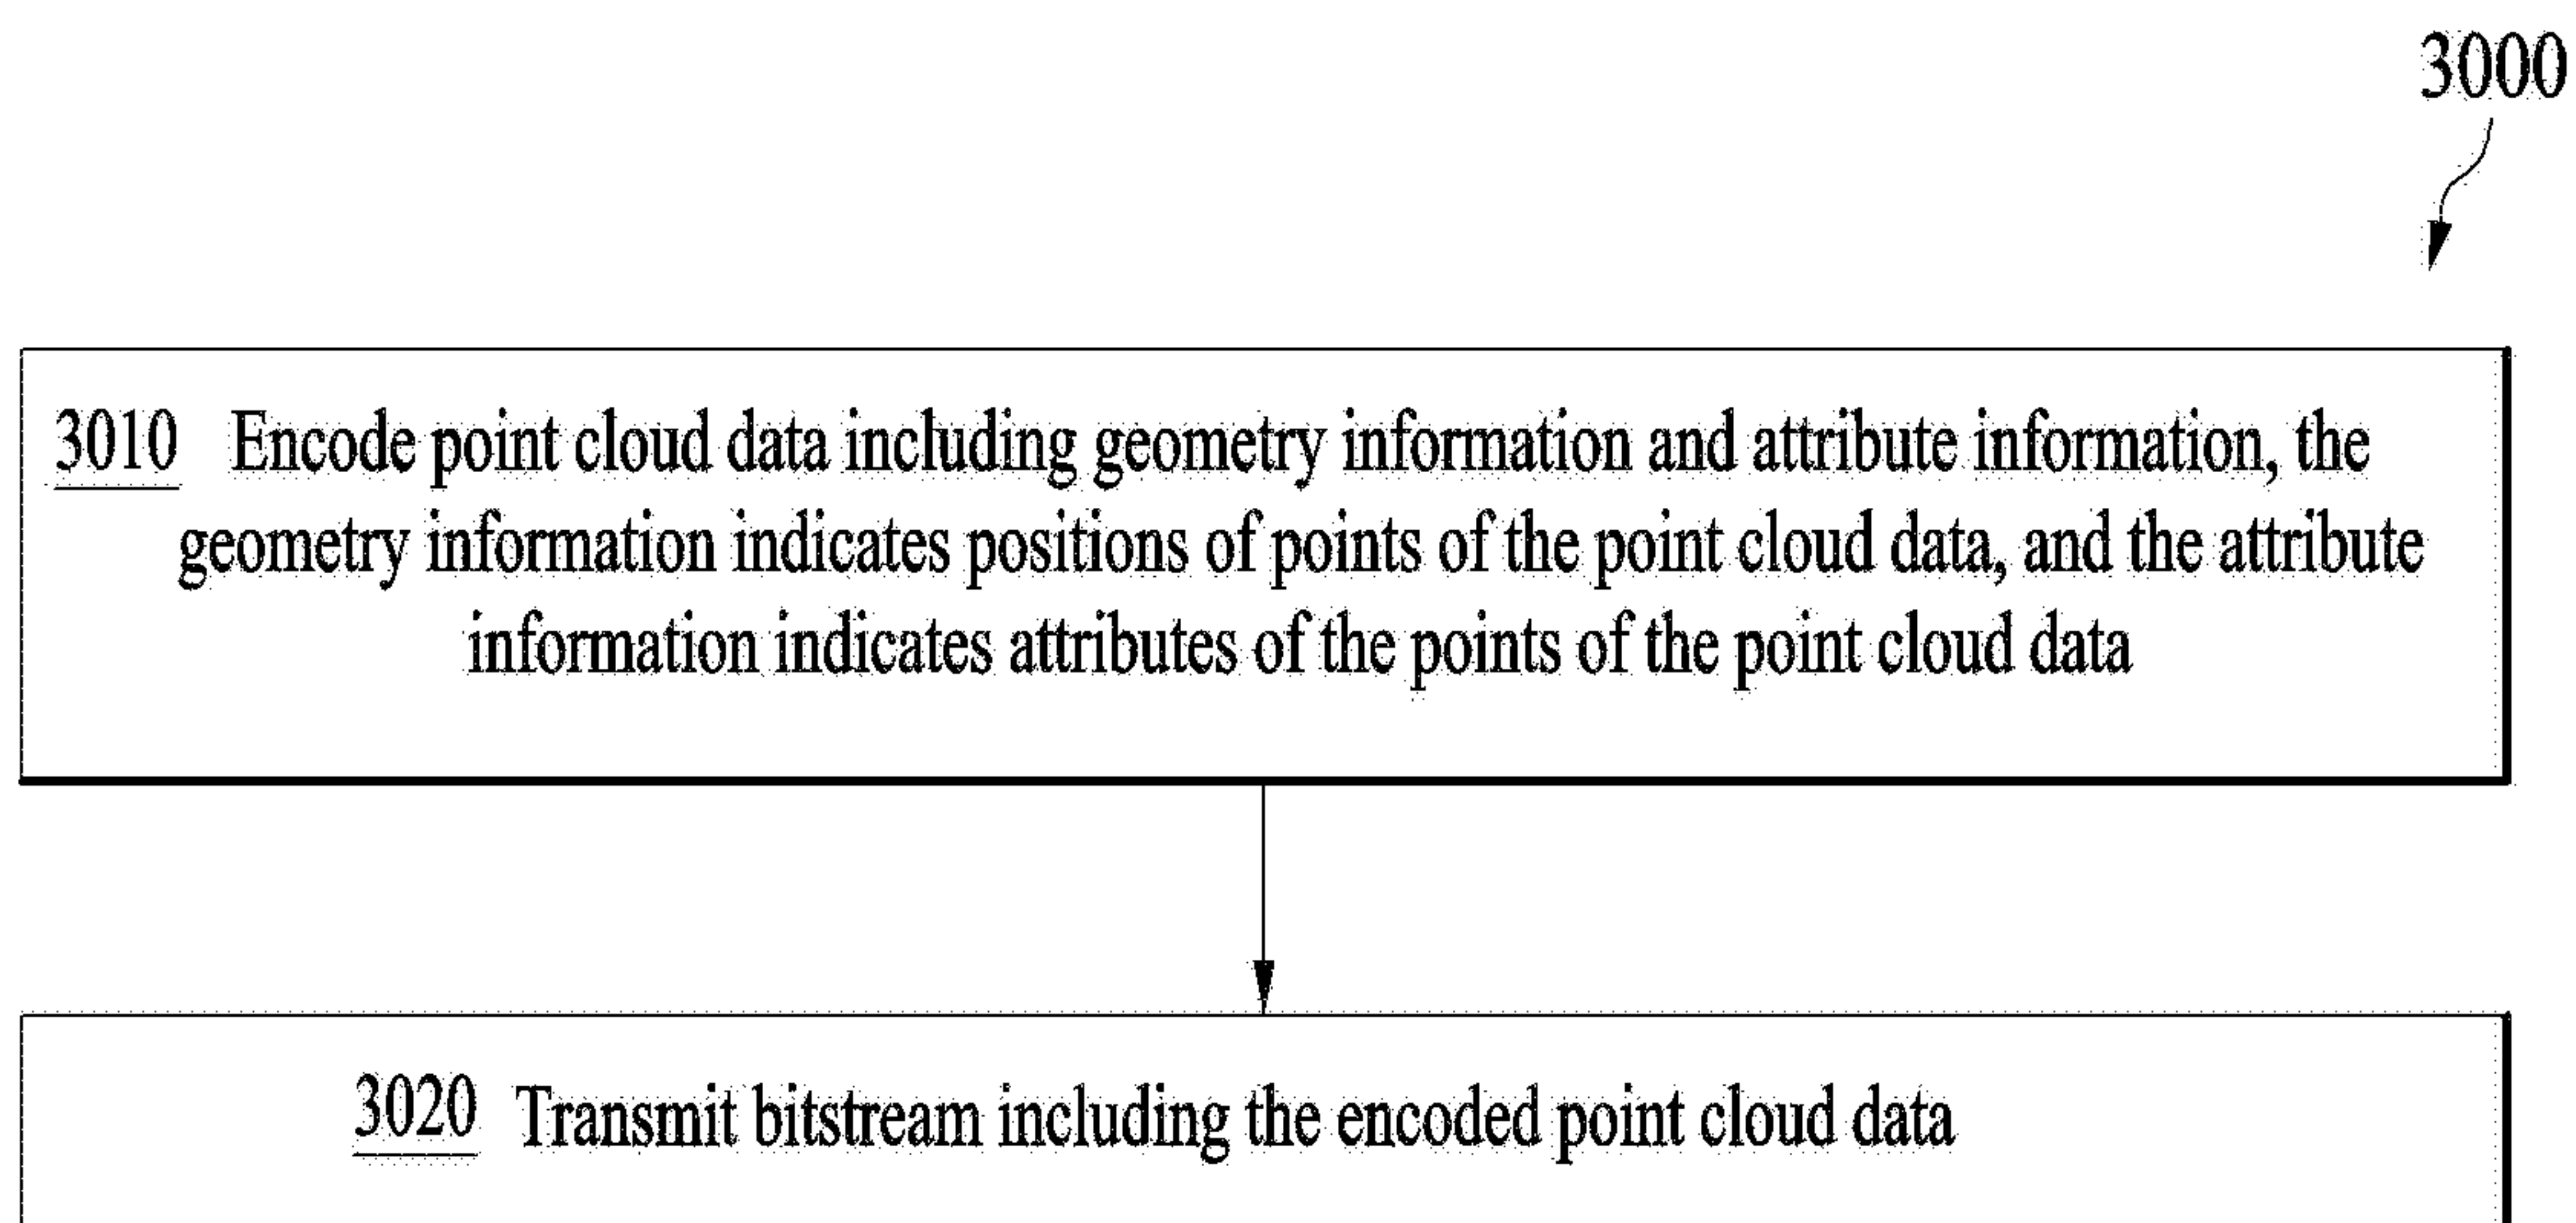 3000
3010 Encode point cloud data including geometry information and attribute information, the
geometry information indicates positions of points of the point cloud data, and the attribute
information indicates attributes of the points of the point cloud data
3020 Transmit bitstream including the encoded point cloud data